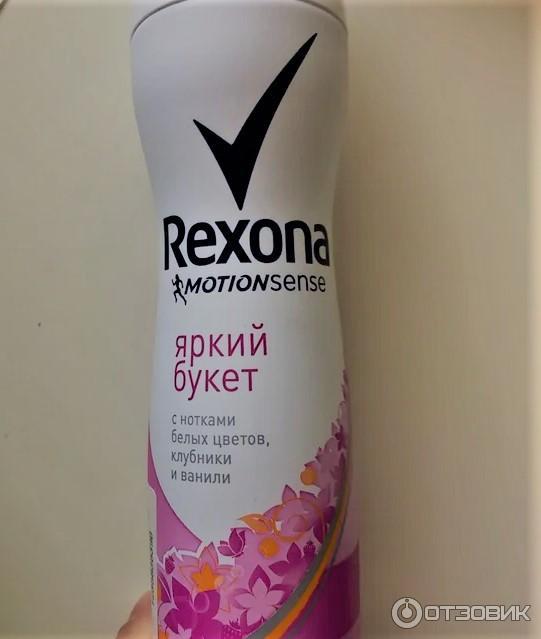 Rexona
MOTIONsense
яркий
букет
с нотками
белых цветов,
клубники
и ванили
ОТЗОВИК